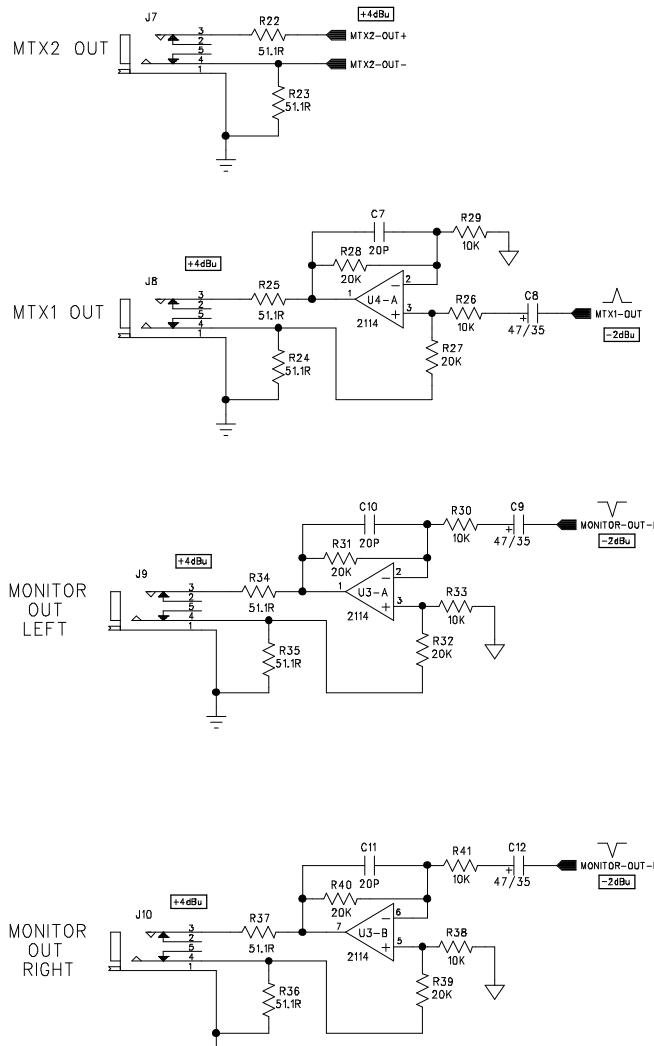 J7
+4dBu
R22
MTX2 OUT
3
2
5
4
1
51.1R
MTX2-OUT+
MTX2-OUT-
R23
51.1R
C7
20P
R29
10K
R28
20K
J8
+4dBu
MTX1 OUT
3
2
5
4
1
R25
51.1R
1
U4-A
2
3
2114
R26
10K
C8
47/35
+
MTX1-OUT
-2dBu
R24
51.1R
R27
20K
C10
20P
R30
10K
C9
47/35
+
MONITOR-OUT-
-2dBu
R31
20K
J9
+4dBu
MONITOR
OUT
LEFT
3
2
5
4
1
R34
51.1R
1
U3-A
2
3
2114
R33
10K
R35
51.1R
R32
20K
C11
20P
R41
10K
C12
47/35
+
MONITOR-OUT-
-2dBu
R40
20K
J10
+4dBu
MONITOR
OUT
RIGHT
3
2
5
4
1
R37
51.1R
7
U3-B
6
5
2114
R38
10K
R36
51.1R
R39
20K